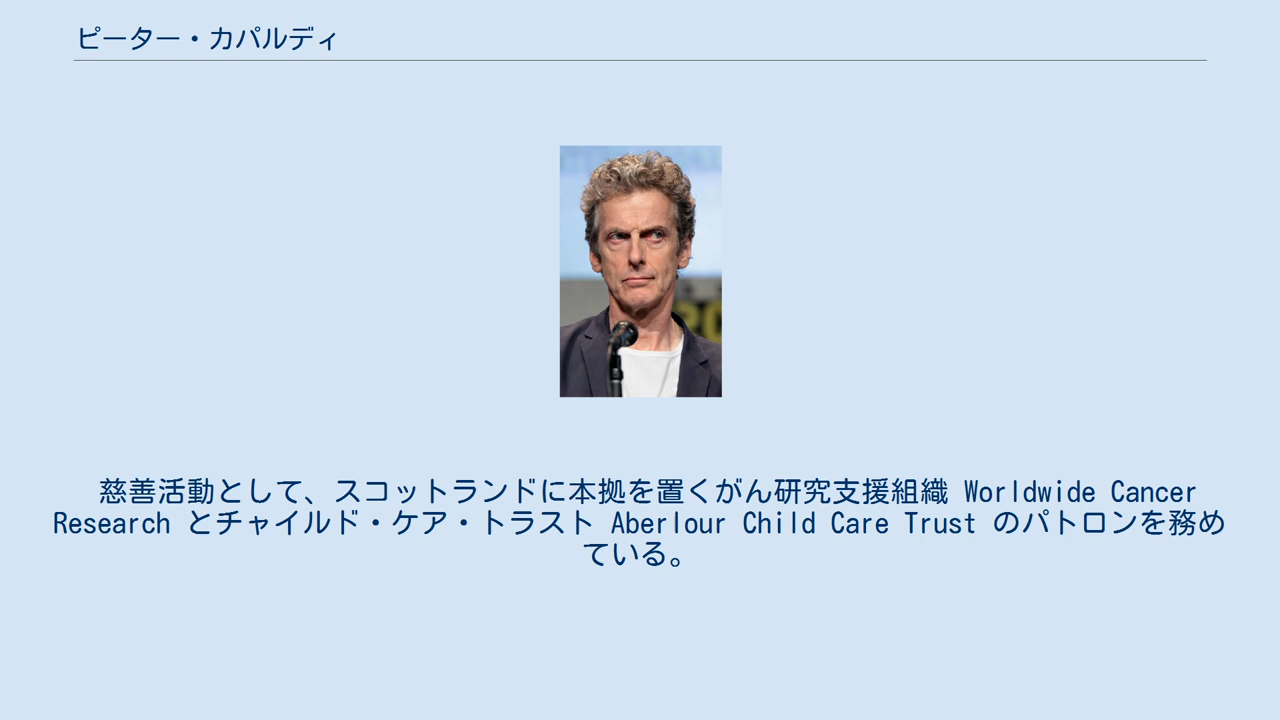 ピーター・カパルディ
慈善活動として、スコットランドに本拠を置くがん研究支援組織 Worldwide Cancer
Research とチャイルド・ケア・トラスト Aberlour Child Care Trust のパトロンを務め
ている。